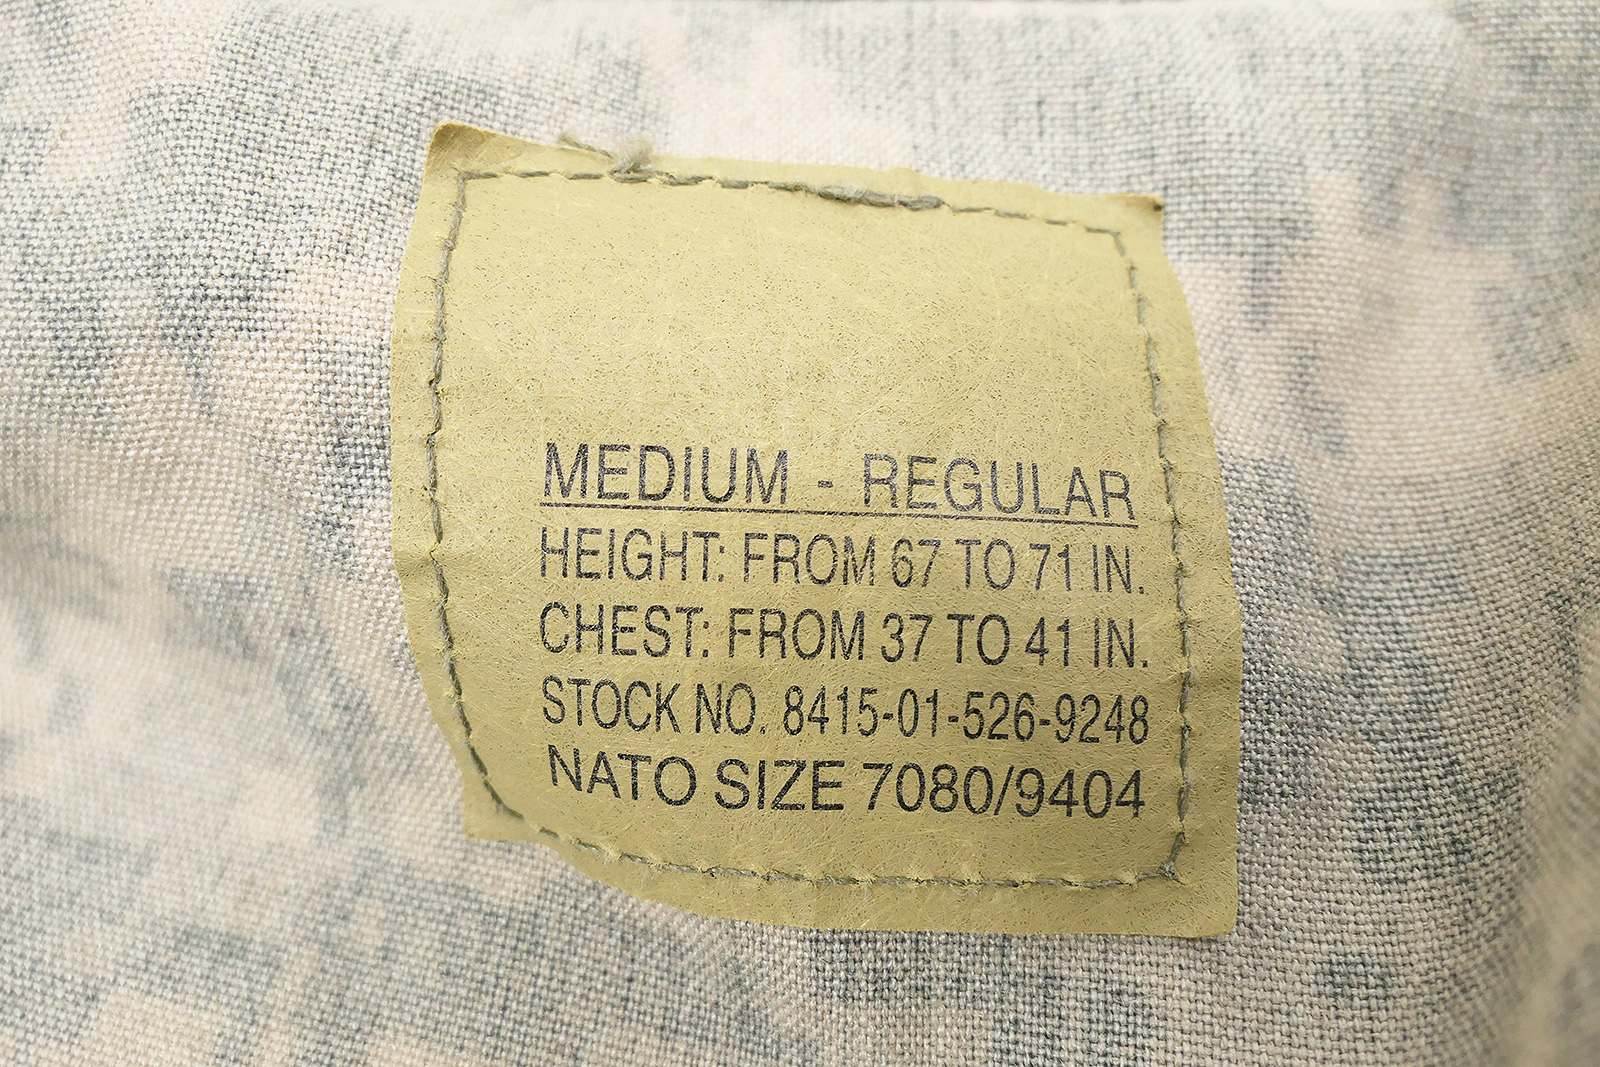 MEDIUM - REGULAR
HEIGHT: FROM 67 TO 71 IN.
CHEST: FROM 37 TO 41 IN.
STOCK NO. 8415-01-526-9248
NATO SIZE 7080/9404